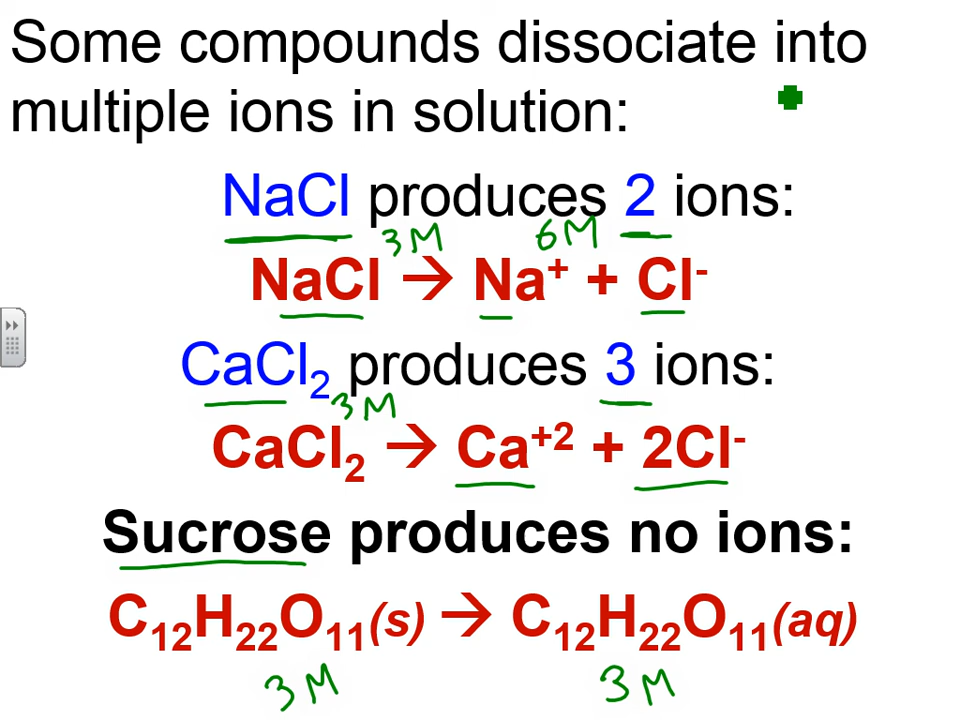 Some compounds dissociate into
multiple ions in solution:
NaCl produces 2 ions:
3M 6M
NaCl → Na⁺ + Cl⁻
CaCl₂ produces 3 ions:
3M
CaCl₂ → Ca⁺² + 2Cl⁻
Sucrose produces no ions:
C₁₂H₂₂O₁₁(s) → C₁₂H₂₂O₁₁(aq)
3M 3M